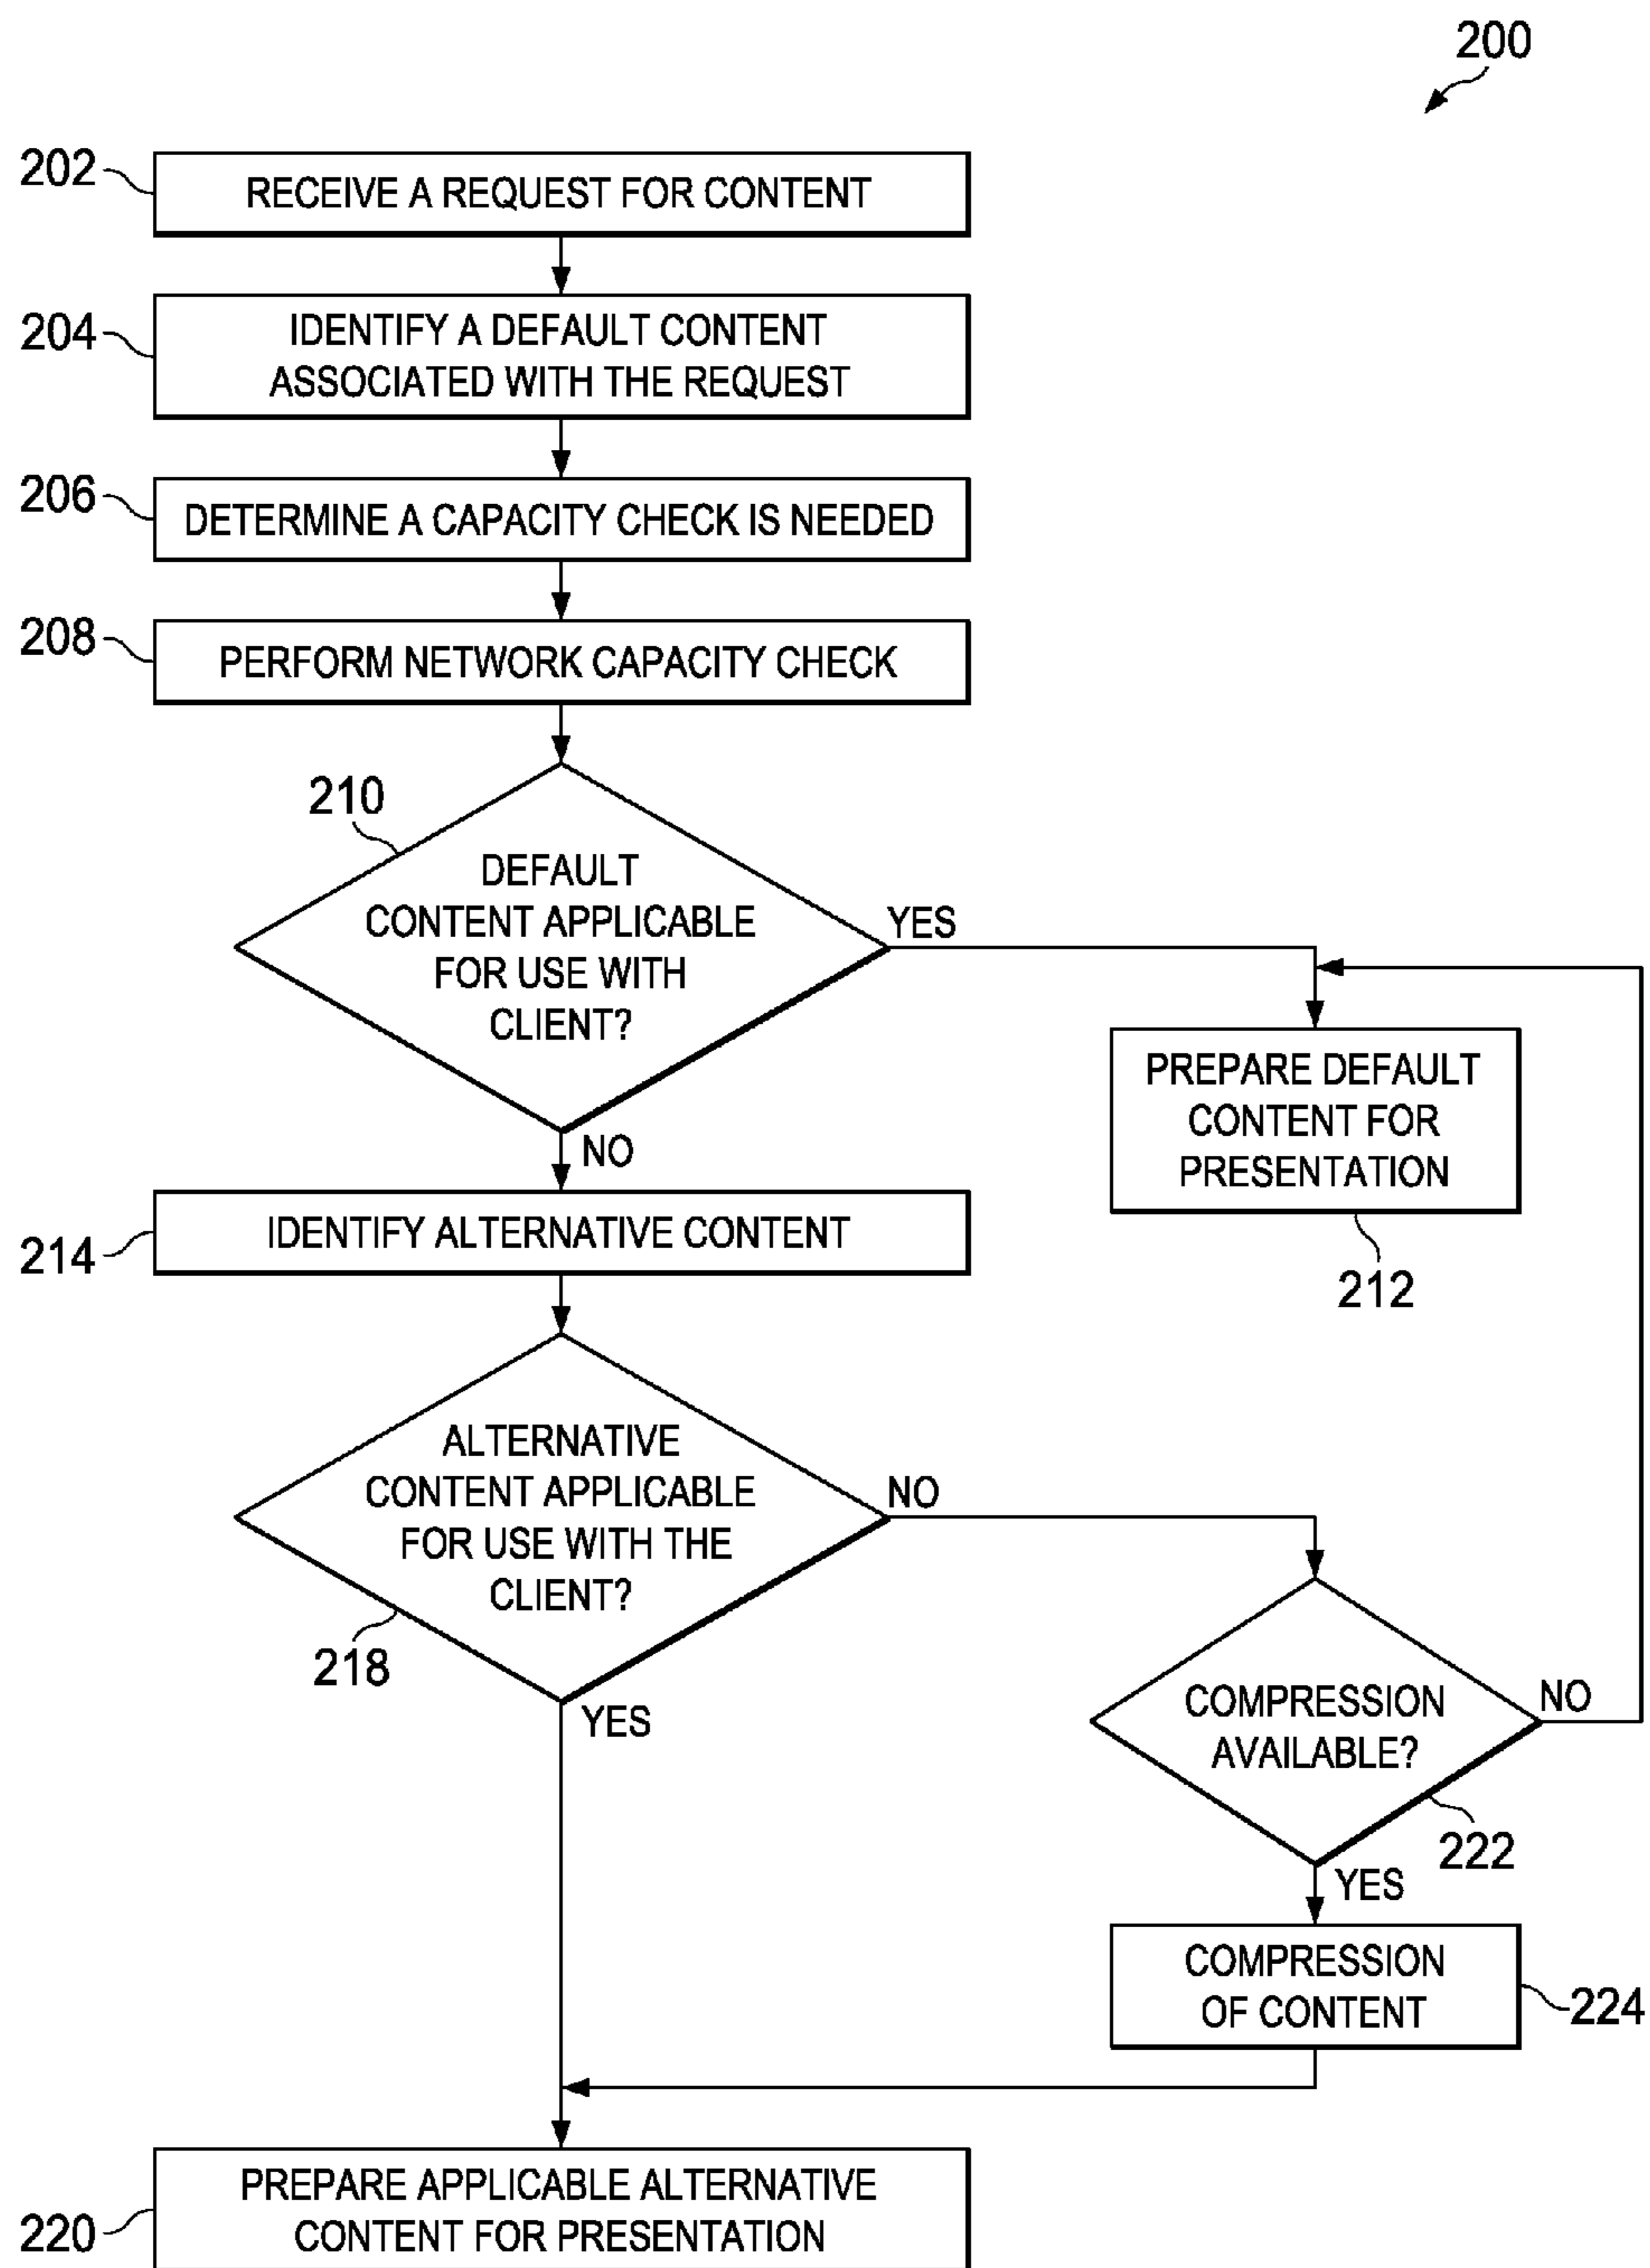 200
202
RECEIVE A REQUEST FOR CONTENT
204
IDENTIFY A DEFAULT CONTENT
ASSOCIATED WITH THE REQUEST
206
DETERMINE A CAPACITY CHECK IS NEEDED
208
PERFORM NETWORK CAPACITY CHECK
210
DEFAULT
CONTENT APPLICABLE
FOR USE WITH
CLIENT?
YES
NO
PREPARE DEFAULT
CONTENT FOR
PRESENTATION
212
214
IDENTIFY ALTERNATIVE CONTENT
ALTERNATIVE
CONTENT APPLICABLE
FOR USE WITH THE
CLIENT?
NO
218
YES
COMPRESSION
AVAILABLE?
NO
222
YES
COMPRESSION
OF CONTENT
224
220
PREPARE APPLICABLE ALTERNATIVE
CONTENT FOR PRESENTATION